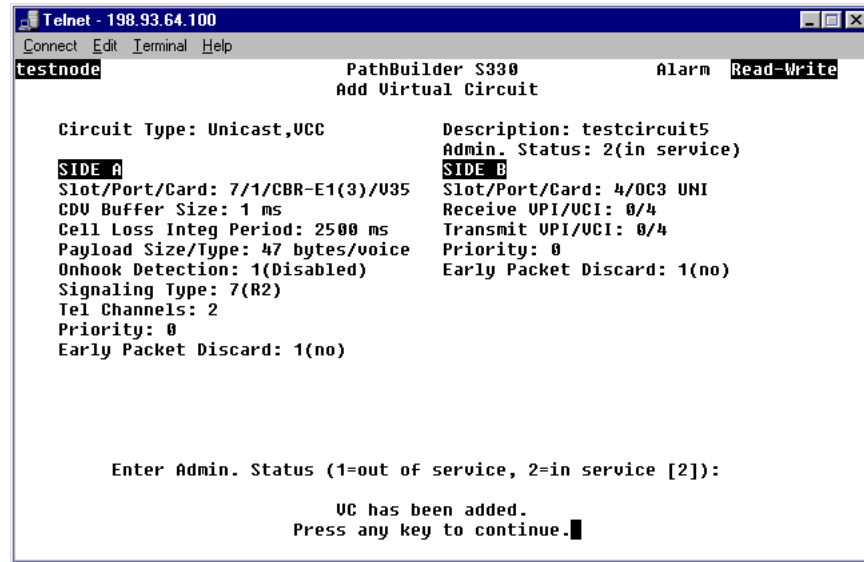 Telnet - 198.93.64.100
Connect Edit Terminal Help
testnode PathBuilder S330 Alarm Read-Write
Add Virtual Circuit
Circuit Type: Unicast,VCC Description: testcircuit5
Admin. Status: 2(in service)
SIDE A SIDE B
Slot/Port/Card: 7/1/CBR-E1(3)/V35 Slot/Port/Card: 4/OC3 UNI
CDV Buffer Size: 1 ms Receive VPI/VCI: 0/4
Cell Loss Integ Period: 2500 ms Transmit VPI/VCI: 0/4
Payload Size/Type: 47 bytes/voice Priority: 0
Onhook Detection: 1(Disabled) Early Packet Discard: 1(no)
Signaling Type: 7(R2)
Tel Channels: 2
Priority: 0
Early Packet Discard: 1(no)
Enter Admin. Status (1=out of service, 2=in service [2]):
VC has been added.
Press any key to continue.